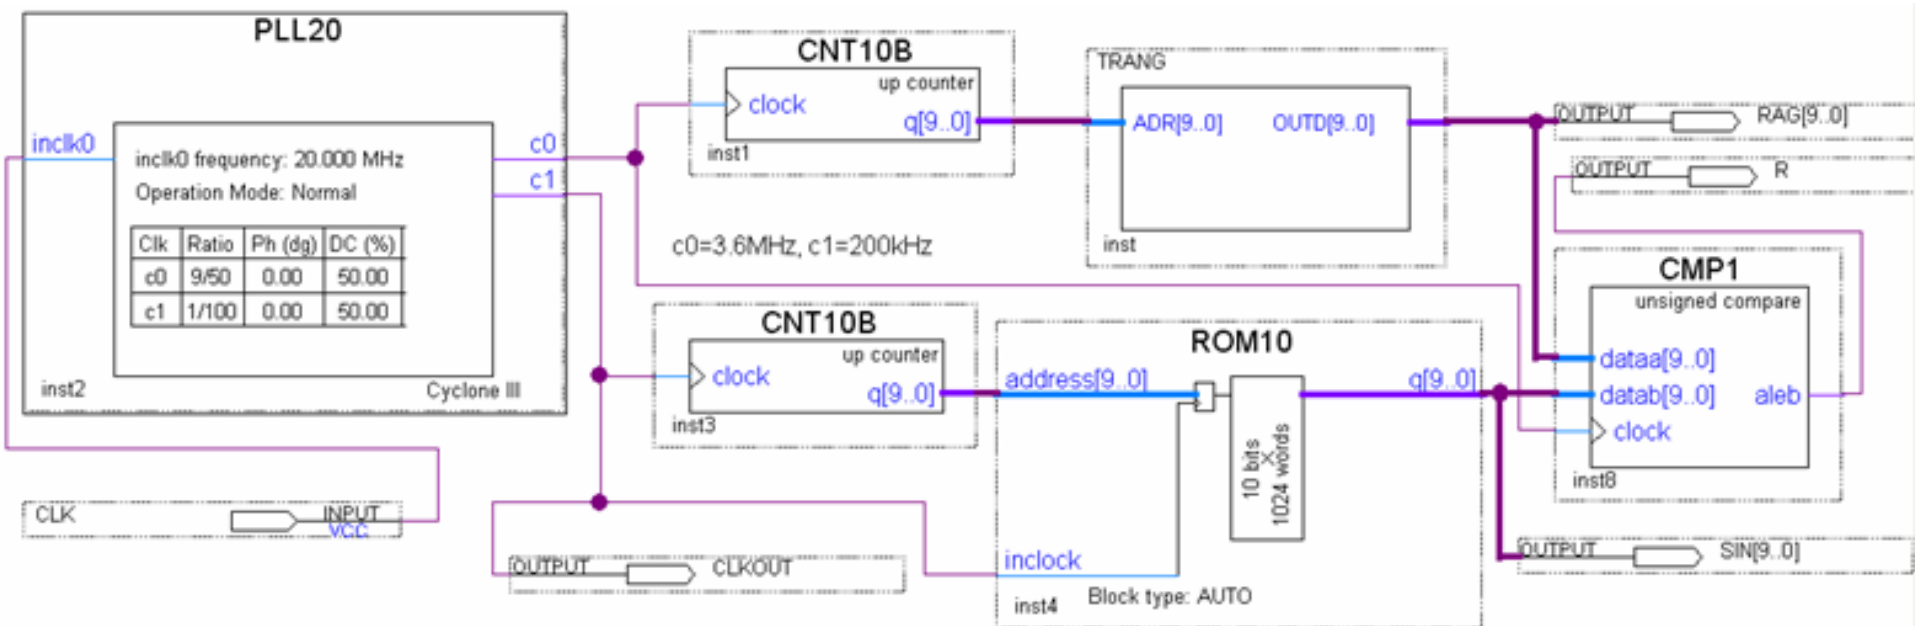 PLL20
inclk0
inclk0 frequency: 20.000 MHz
Operation Mode: Normal
Clk Ratio Ph (dg) DC (%)
c0 9/50 0.00 50.00
c1 1/100 0.00 50.00
c0
c1
inst2
Cyclone III
CLK
INPUT
VCC
CNT10B
up counter
clock
q[9..0]
inst1
c0=3.6MHz, c1=200kHz
TRANG
ADR[9..0] OUTD[9..0]
inst
OUTPUT RAG[9..0]
OUTPUT R
CNT10B
up counter
clock
q[9..0]
inst3
ROM10
address[9..0]
q[9..0]
10 bits
×
1024 words
inclock
inst4
Block type: AUTO
OUTPUT CLKOUT
CMP1
unsigned compare
dataa[9..0]
datab[9..0] aleb
clock
inst8
OUTPUT SIN[9..0]